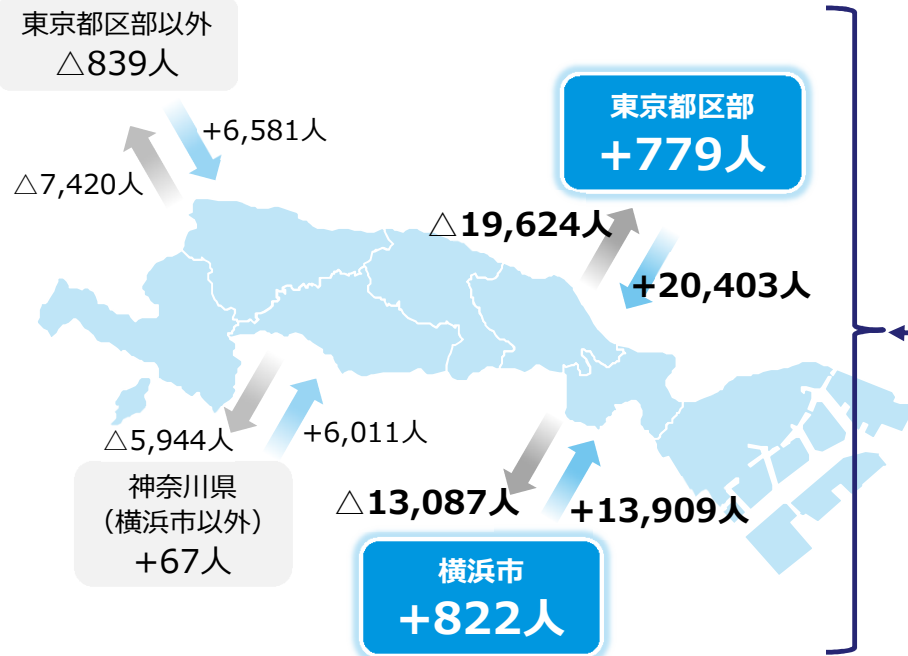 東京都区部以外
△839人
+6,581人
△7,420人
東京都区部
+779人
△19,624人
+20,403人
△5,944人
+6,011人
神奈川県
（横浜市以外）
+67人
△13,087人
+13,909人
横浜市
+822人